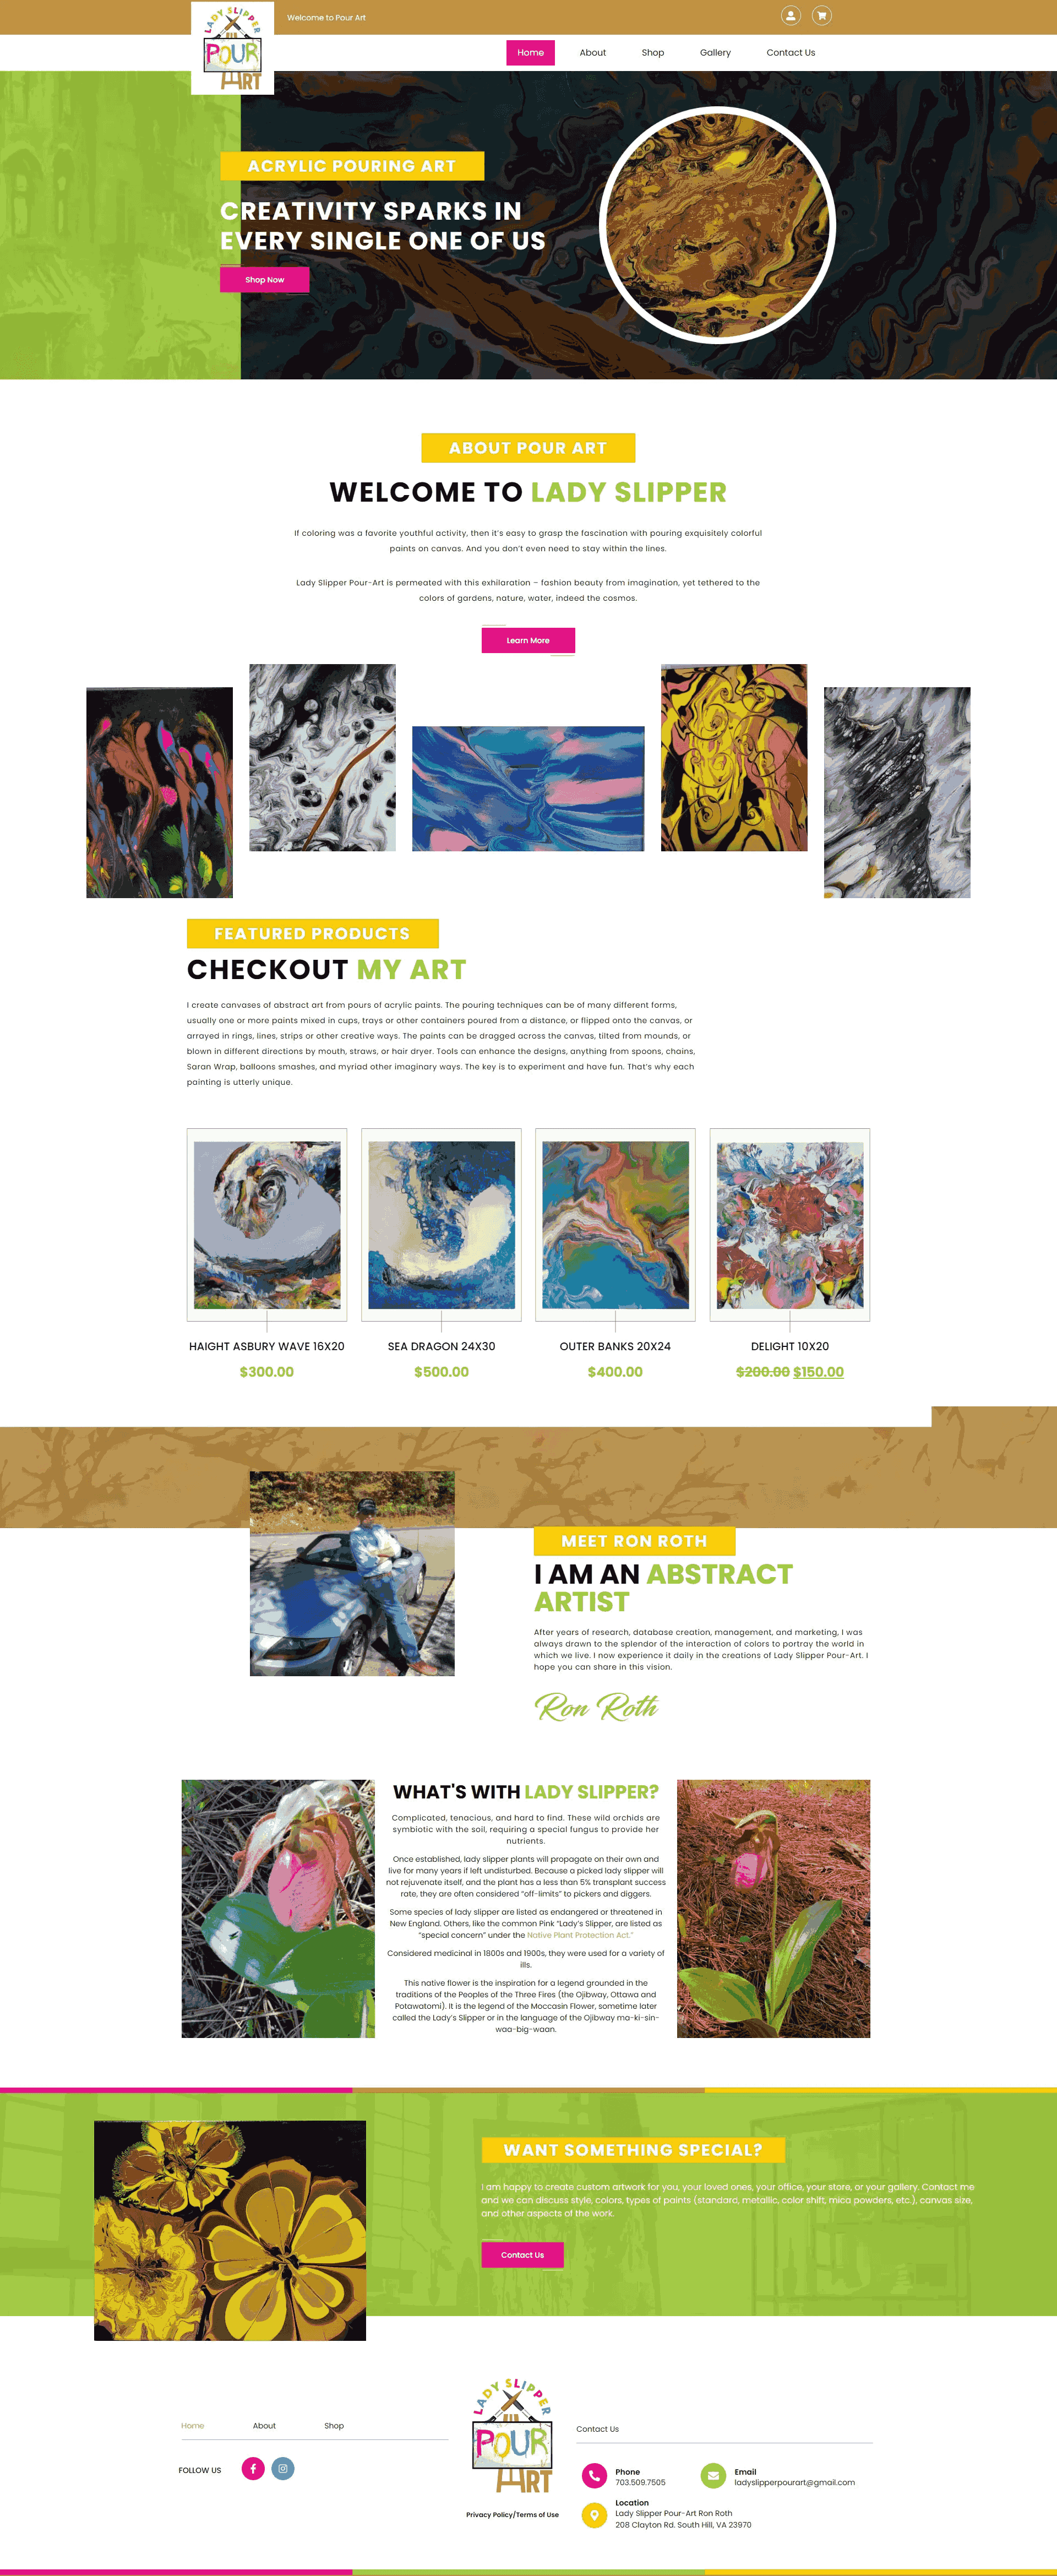 LADY SLIPPER
POUR
ART
Welcome to Pour Art
Home About Shop Gallery Contact Us
ACRYLIC POURING ART
CREATIVITY SPARKS IN
EVERY SINGLE ONE OF US
Shop Now
ABOUT POUR ART
WELCOME TO LADY SLIPPER
If coloring was a favorite youthful activity, then it's easy to grasp the fascination with pouring exquisitely colorful
paints on canvas. And you don't even need to stay within the lines.
Lady Slipper Pour-Art is permeated with this exhilaration – fashion beauty from imagination, yet tethered to the
colors of gardens, nature, water, indeed the cosmos.
Learn More
FEATURED PRODUCTS
CHECKOUT MY ART
I create canvases of abstract art from pours of acrylic paints. The pouring techniques can be of many different forms,
usually one or more paints mixed in cups, trays or other containers poured from a distance, or flipped onto the canvas, or
arrayed in rings, lines, strips or other creative ways. The paints can be dragged across the canvas, tilted from mounds, or
blown in different directions by mouth, straws, or hair dryer. Tools can enhance the designs, anything from spoons, chains,
Saran Wrap, balloons smashes, and myriad other imaginary ways. The key is to experiment and have fun. That's why each
painting is utterly unique.
HAIGHT ASBURY WAVE 16X20
$300.00
SEA DRAGON 24X30
$500.00
OUTER BANKS 20X24
$400.00
DELIGHT 10X20
$200.00 $150.00
MEET RON ROTH
I AM AN ABSTRACT
ARTIST
After years of research, database creation, management, and marketing, I was
always drawn to the splendor of the interaction of colors to portray the world in
which we live. I now experience it daily in the creations of Lady Slipper Pour-Art. I
hope you can share in this vision.
Ron Roth
WHAT'S WITH LADY SLIPPER?
Complicated, tenacious, and hard to find. These wild orchids are
symbiotic with the soil, requiring a special fungus to provide her
nutrients.
Once established, lady slipper plants will propagate on their own and
live for many years if left undisturbed. Because a picked lady slipper will
not rejuvenate itself, and the plant has a less than 5% transplant success
rate, they are often considered "off-limits" to pickers and diggers.
Some species of lady slipper are listed as endangered or threatened in
New England. Others, like the common Pink "Lady's Slipper, are listed as
"special concern" under the Native Plant Protection Act."
Considered medicinal in 1800s and 1900s, they were used for a variety of
ills.
This native flower is the inspiration for a legend grounded in the
traditions of the Peoples of the Three Fires (the Ojibway, Ottawa and
Potawatomi). It is the legend of the Moccasin Flower, sometime later
called the Lady's Slipper or in the language of the Ojibway ma-ki-sin-
waa-big-waan.
WANT SOMETHING SPECIAL?
I am happy to create custom artwork for you, your loved ones, your office, your store, or your gallery. Contact me
and we can discuss style, colors, types of paints (standard, metallic, color shift, mica powders, etc.), canvas size,
and other aspects of the work.
Contact Us
Home About Shop
FOLLOW US
LADY SLIPPER
POUR
ART
Privacy Policy/Terms of Use
Contact Us
Phone
703.509.7505
Email
ladyslipperpourart@gmail.com
Location
Lady Slipper Pour-Art Ron Roth
208 Clayton Rd. South Hill, VA 23970